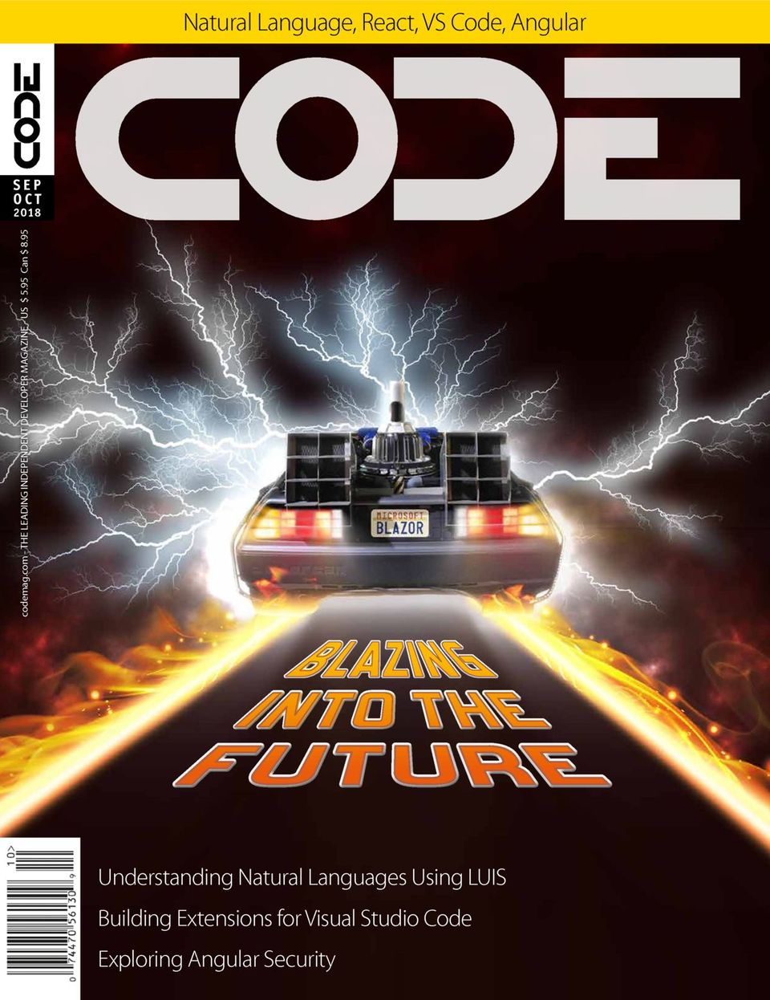 Natural Language, React, VS Code, Angular
CODE
CODE
SEP
OCT
2018
codemag.com - THE LEADING INDEPENDENT DEVELOPER MAGAZINE - US $ 5.95 Can $ 8.95
MICROSOFT
BLAZOR
BLAZING
INTO THE
FUTURE
Understanding Natural Languages Using LUIS
Building Extensions for Visual Studio Code
Exploring Angular Security
10>
0 74470 56130 9